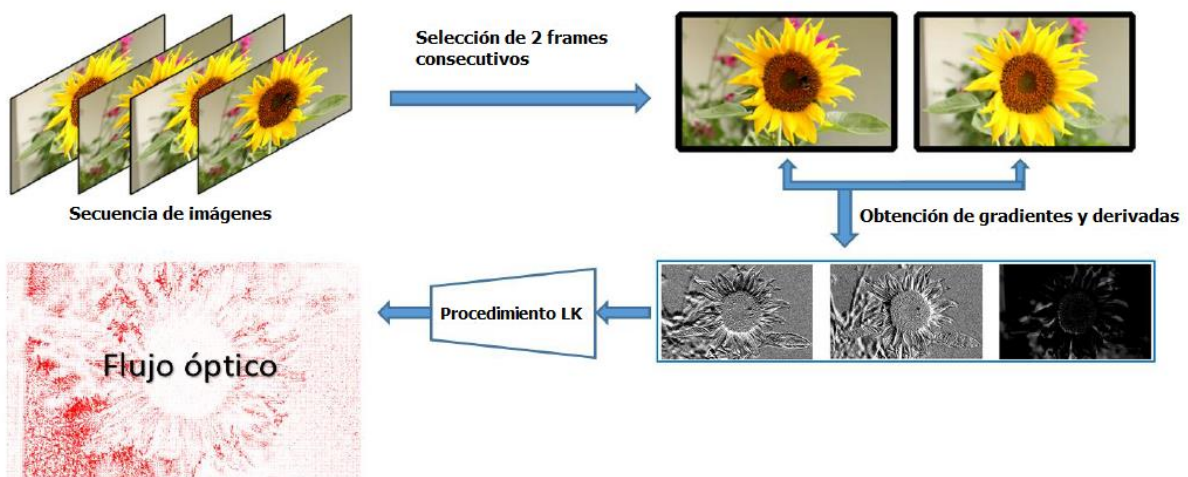 Selección de 2 frames
consecutivos
Secuencia de imágenes
Obtención de gradientes y derivadas
Procedimiento LK
Flujo óptico